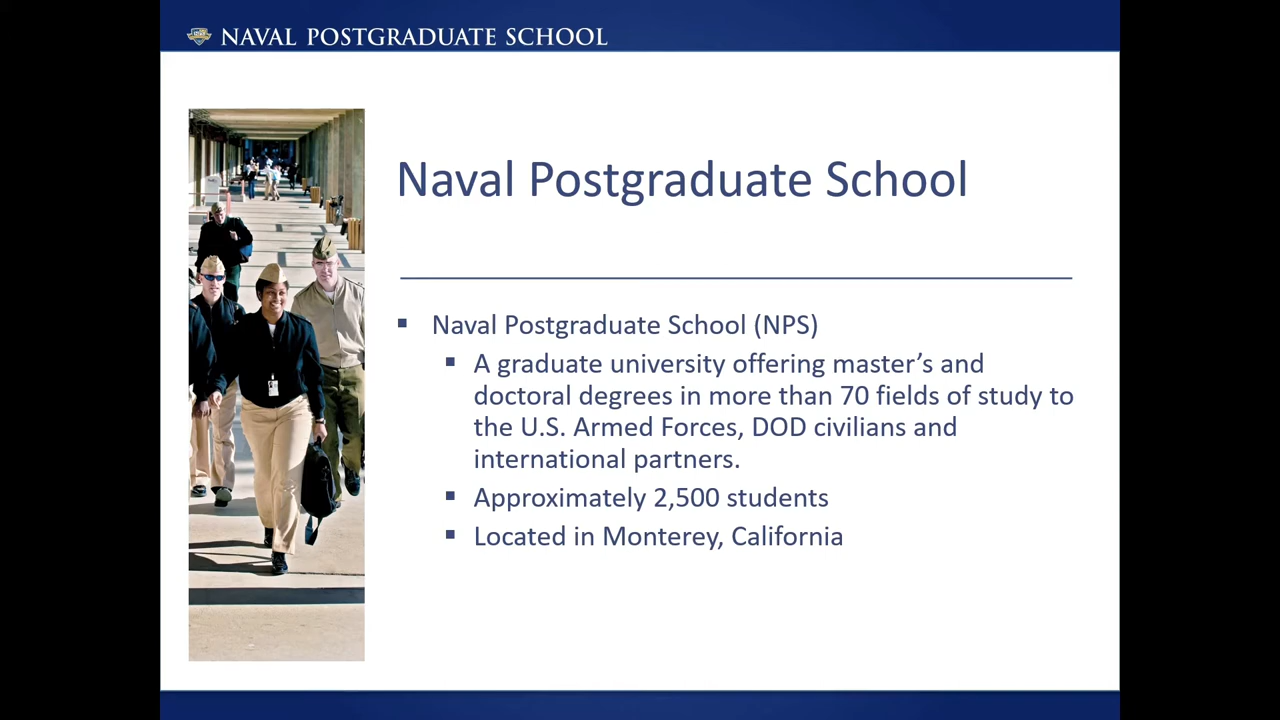 NAVAL POSTGRADUATE SCHOOL
Naval Postgraduate School
▪ Naval Postgraduate School (NPS)
▪ A graduate university offering master’s and
doctoral degrees in more than 70 fields of study to
the U.S. Armed Forces, DOD civilians and
international partners.
▪ Approximately 2,500 students
▪ Located in Monterey, California